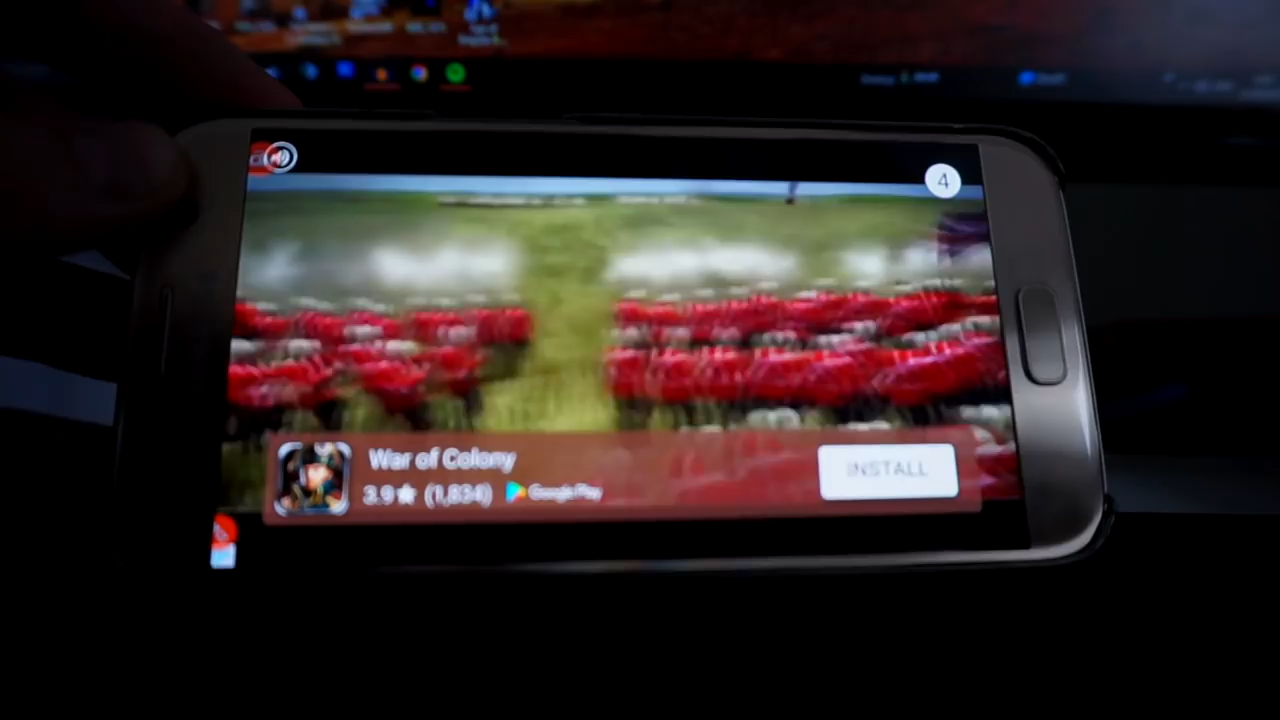 4
War of Colony
3.9★ (1,834)
Google Play
INSTALL